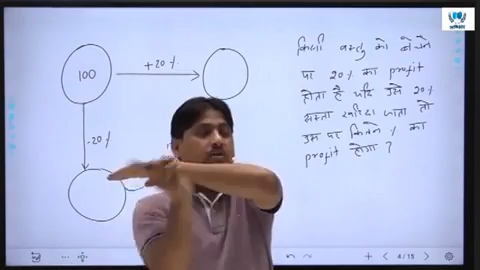 100
+20%
-20%
किसी वस्तु को बेचने
पर 20% का profit
होता है यदि उसे 20%
सस्ता खरीदा जाता तो
उस पर कितने % का
profit होगा ?
4/15